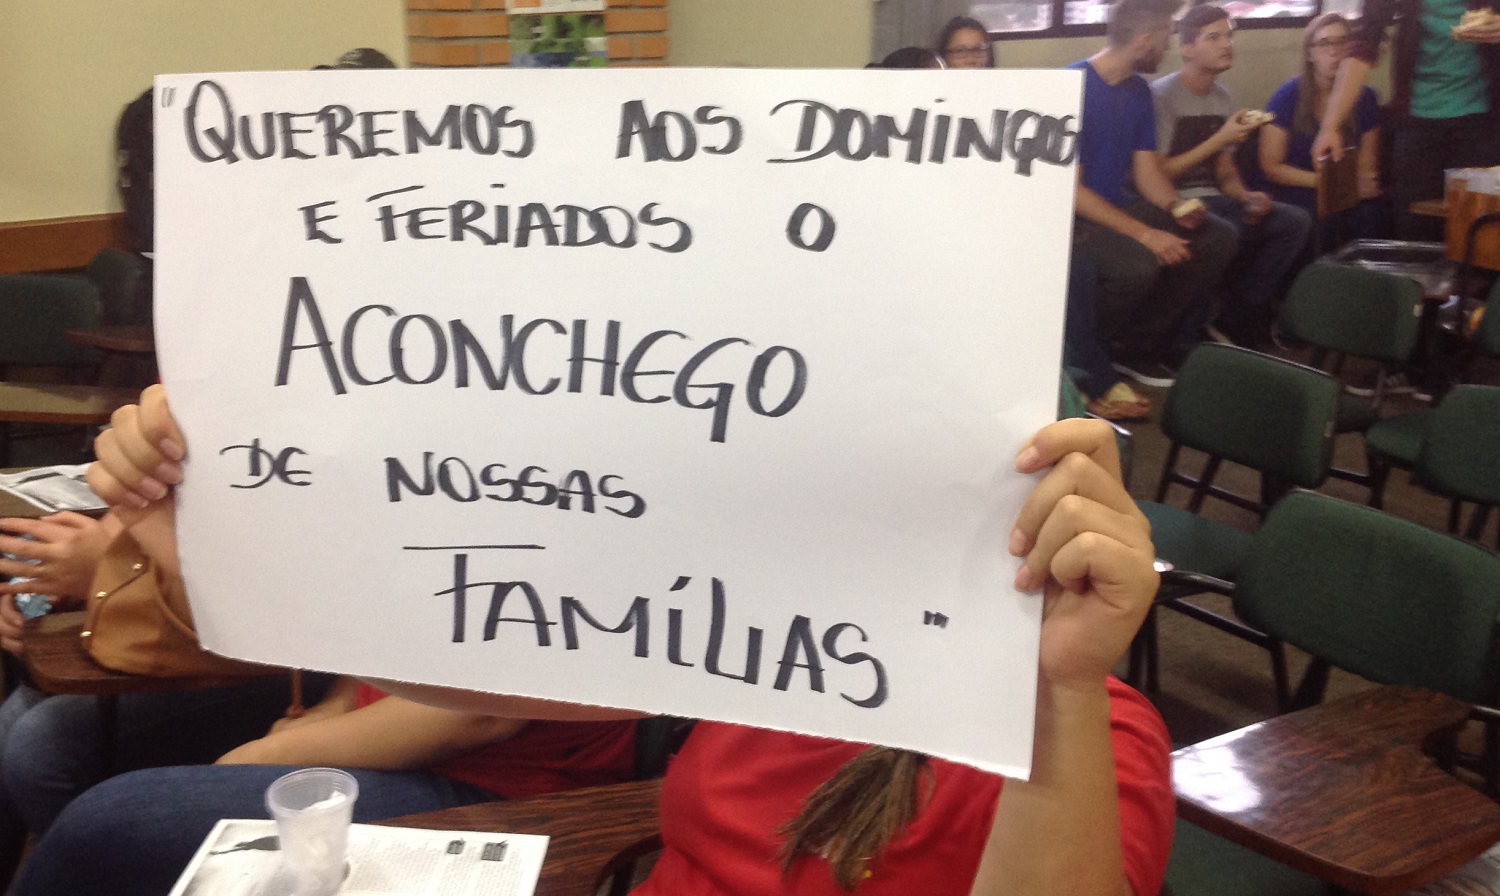 "QUEREMOS AOS DOMINGOS
E FERIADOS O
ACONCHEGO
DE NOSSAS
FAMÍLIAS"